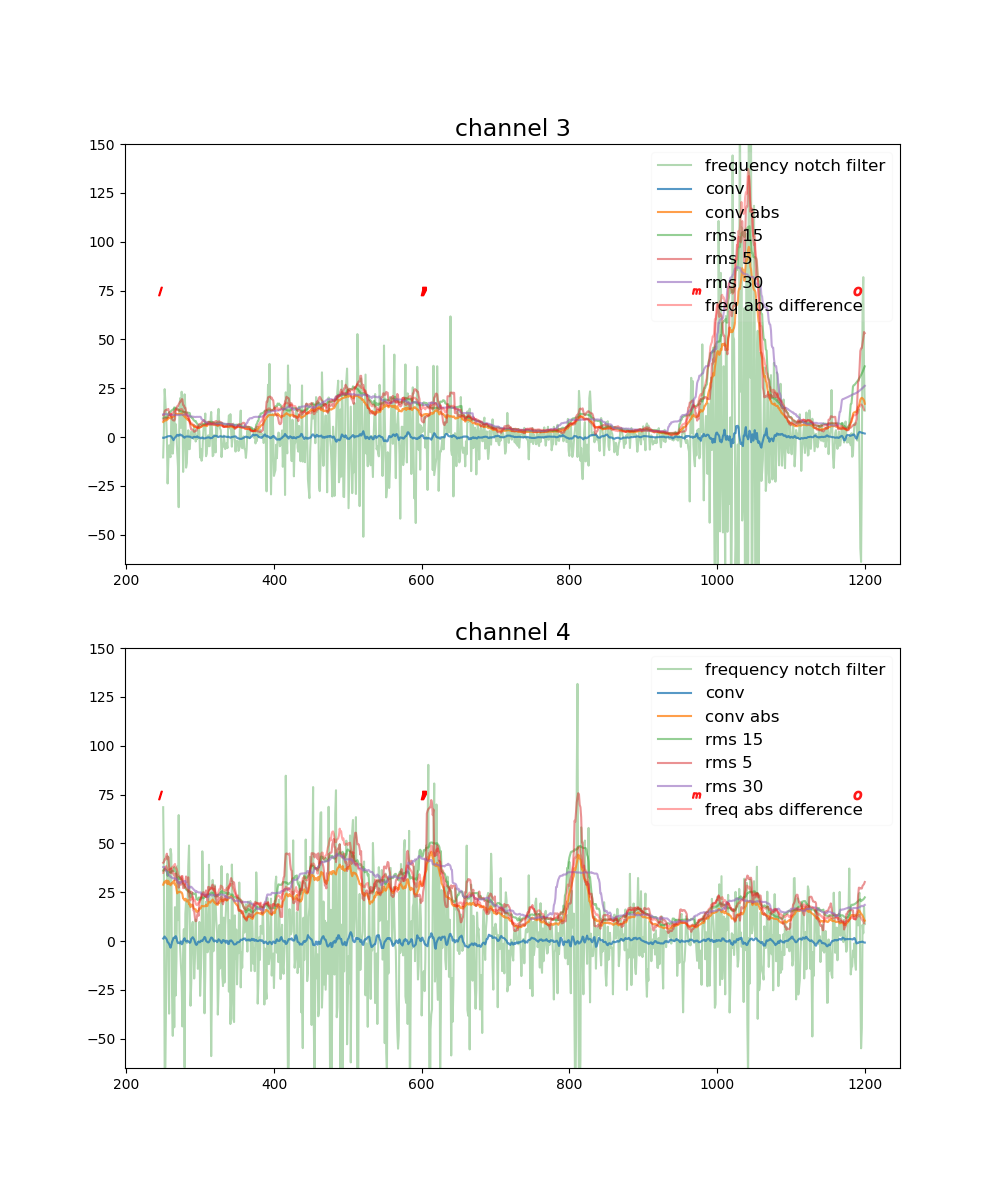 channel 3
150
125
100
75
50
25
0
−25
−50
frequency notch filter
conv
conv abs
rms 15
rms 5
rms 30
freq abs difference
/ , m o
200 400 600 800 1000 1200
channel 4
150
125
100
75
50
25
0
−25
−50
frequency notch filter
conv
conv abs
rms 15
rms 5
rms 30
freq abs difference
/ , m o
200 400 600 800 1000 1200